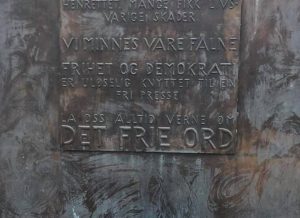 HENRETTET, MANGE FIKK LIVS-
VARIGE SKADER
VI MINNES VÅRE FALNE
FRIHET OG DEMOKRATI
ER ULØSELIG KNYTTET TIL EN
FRI PRESSE
LA OSS ALLTID VERNE OM
DET FRIE ORD